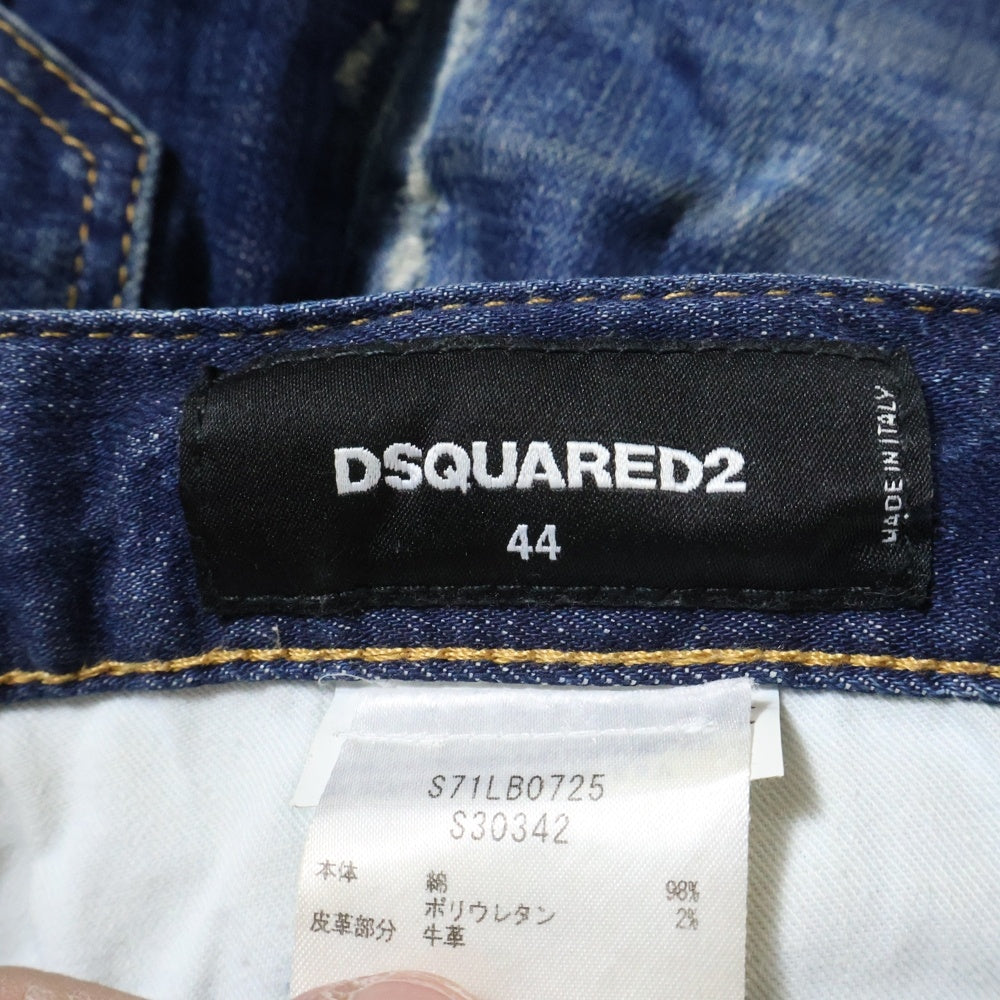 DSQUARED2
44
MADE IN ITALY
S71LB0725
S30342
本体 綿 98%
ポリウレタン 2%
皮革部分 牛革